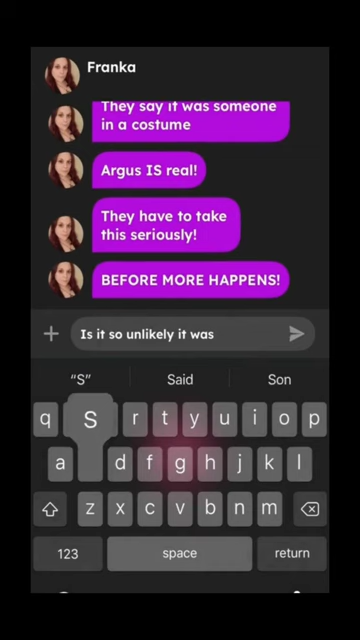 Franka
They say it was someone
in a costume
Argus IS real!
They have to take
this seriously!
BEFORE MORE HAPPENS!
Is it so unlikely it was
“S” Said Son
q S r t y u i o p
a d f g h j k l
z x c v b n m
123 space return